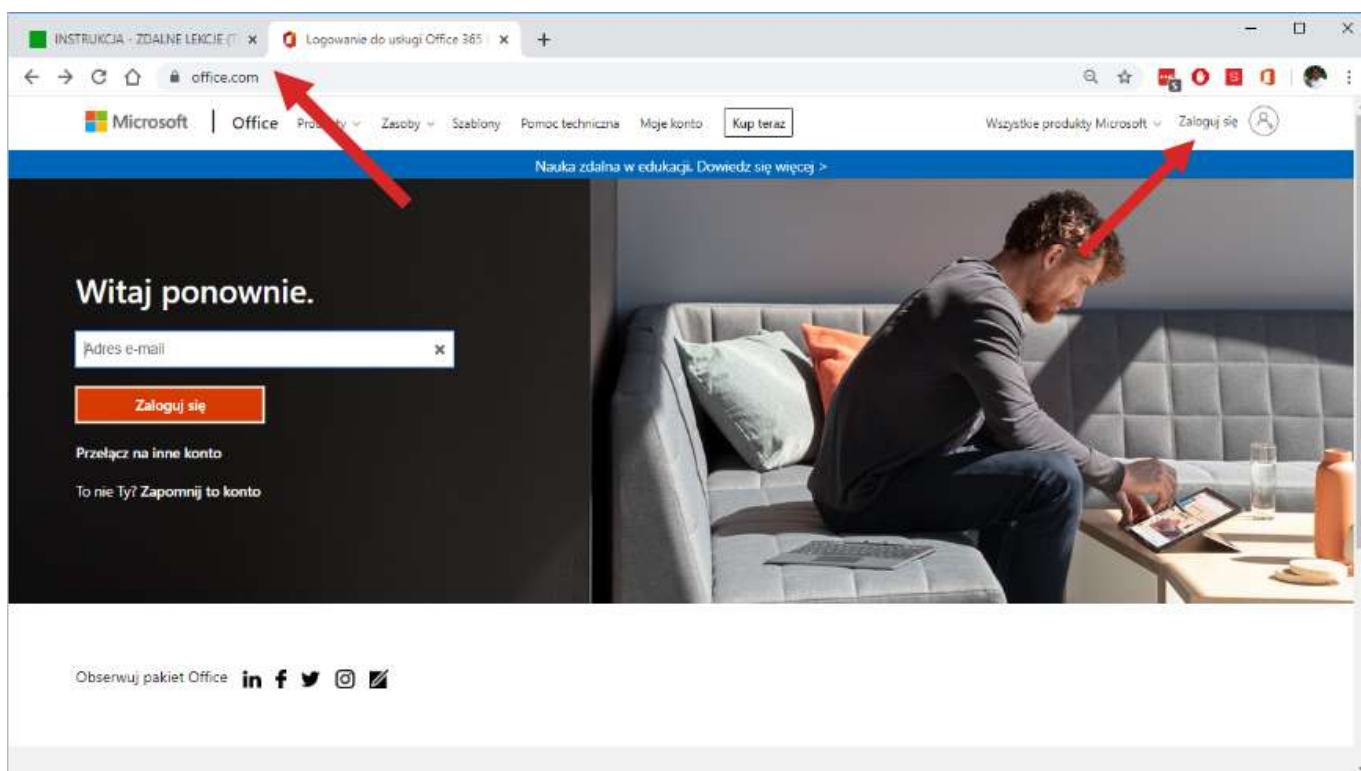 INSTRUKCJA - ZDALNE LEKCJE (T
Logowanie do usługi Office 365
office.com
Microsoft
Office
Zasoby
Szablony
Pomoc techniczna
Moje konto
Kup teraz
Wszystkie produkty Microsoft
Zaloguj się
Nauka zdalna w edukacji. Dowiedz się więcej >
Witaj ponownie.
Adres e-mail
Zaloguj się
Przełącz na inne konto
To nie Ty? Zapomnij to konto
Obserwuj pakiet Office